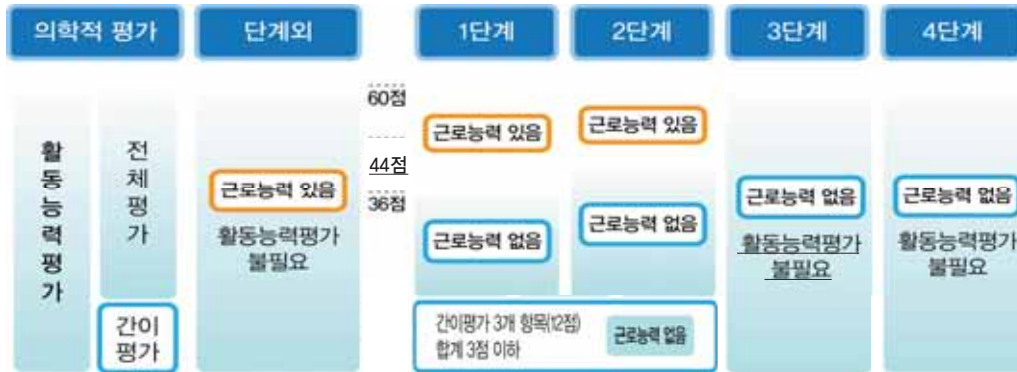 의학적 평가
단계외
1단계
2단계
3단계
4단계
활동능력평가
전체평가
간이
평가
근로능력 있음
활동능력평가
불필요
60점
44점
36점
근로능력 있음
근로능력 없음
근로능력 있음
근로능력 없음
간이평가 3개 항목(12점)
합계 3점 이하
근로능력 없음
근로능력 없음
활동능력평가
불필요
근로능력 없음
활동능력평가
불필요